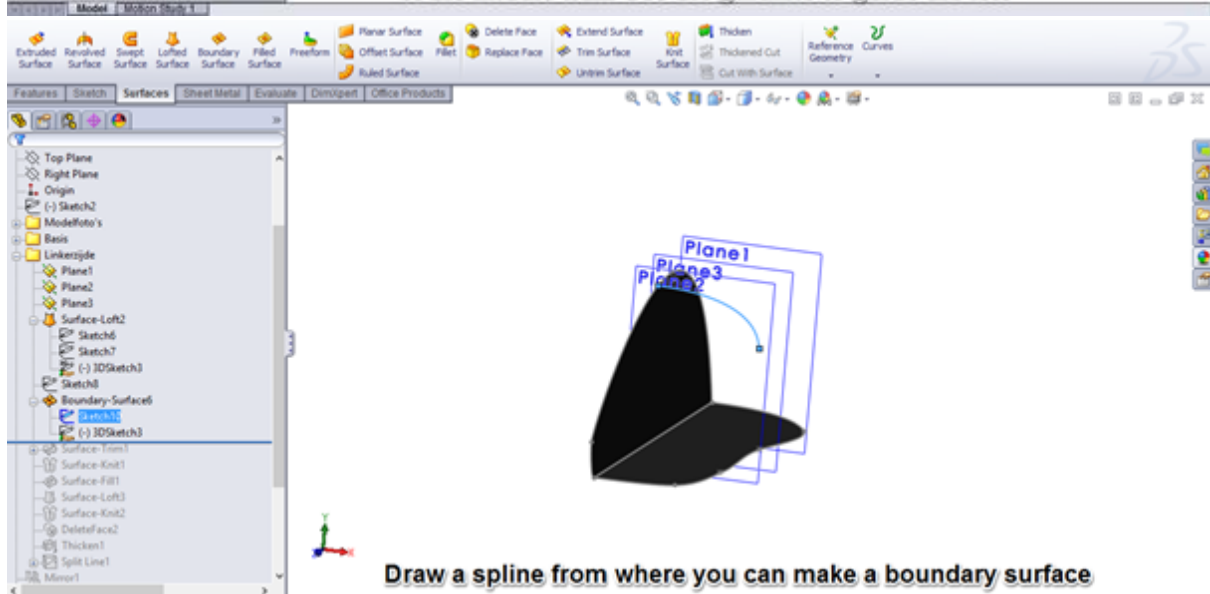 Model Motion Study 1
Extruded Surface Revolved Surface Swept Surface Lofted Surface Boundary Surface Filled Surface Freeform Planar Surface Offset Surface Ruled Surface Fillet Delete Face Replace Face Extend Surface Trim Surface Untrim Surface Knit Surface Thicken Thickened Cut Cut With Surface Reference Geometry Curves
Features Sketch Surfaces Sheet Metal Evaluate DimXpert Office Products
Top Plane
Right Plane
Origin
(-) Sketch2
Modelfoto's
Basis
Linkerzijde
Plane1
Plane2
Plane3
Surface-Loft2
Sketch6
Sketch7
(-) 3DSketch3
Sketch8
Boundary-Surface6
Sketch10
(-) 3DSketch3
Surface-Trim1
Surface-Knit1
Surface-Fill1
Surface-Loft3
Surface-Knit2
DeleteFace2
Thicken1
Split Line1
Mirror1
Plane1
Plane3
Plane2
Y
X
Draw a spline from where you can make a boundary surface